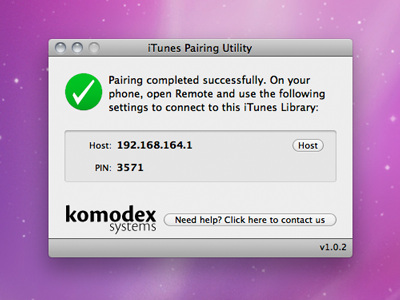 iTunes Pairing Utility
Pairing completed successfully. On your
phone, open Remote and use the following
settings to connect to this iTunes Library:
Host: 192.168.164.1 Host
PIN: 3571
komodex
systems
Need help? Click here to contact us
v1.0.2